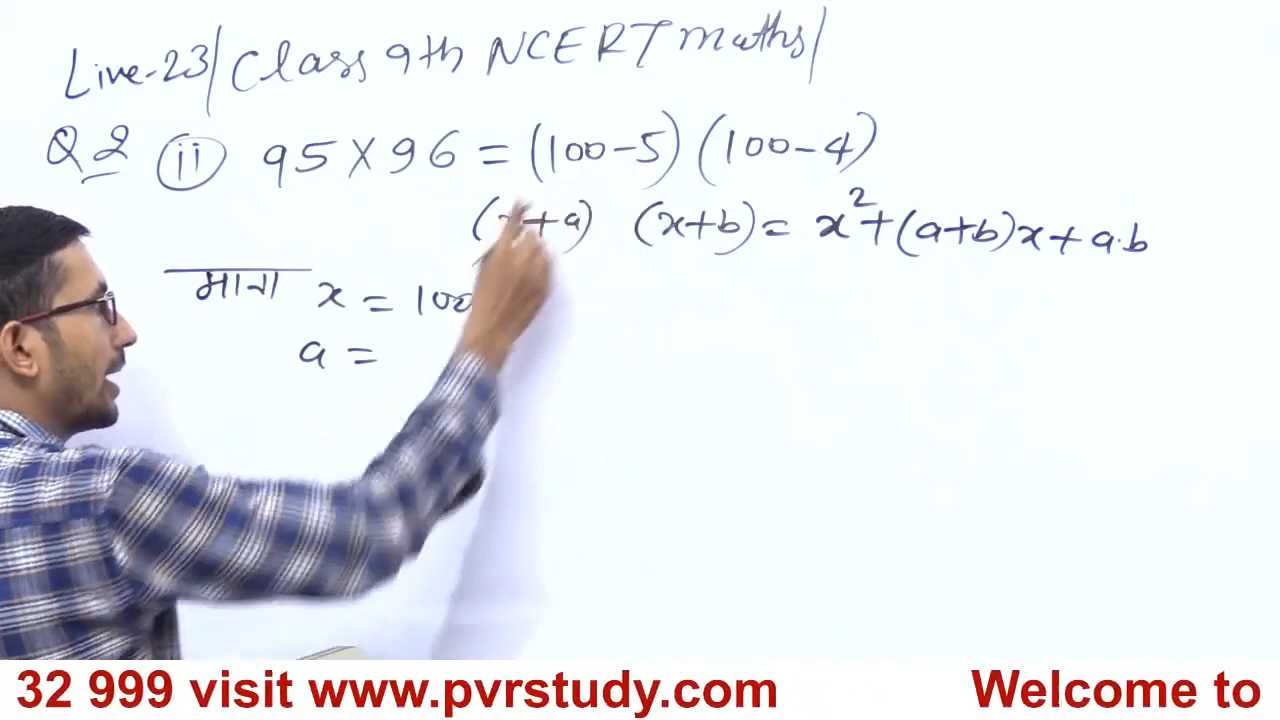 Live-23/Class 9th NCERT maths/
Q2 (ii) 95 X 96 = (100-5) (100-4)
(x+a) (x+b) = x²+(a+b)x+a.b
माना x = 100
a =
32 999 visit www.pvrstudy.com Welcome to